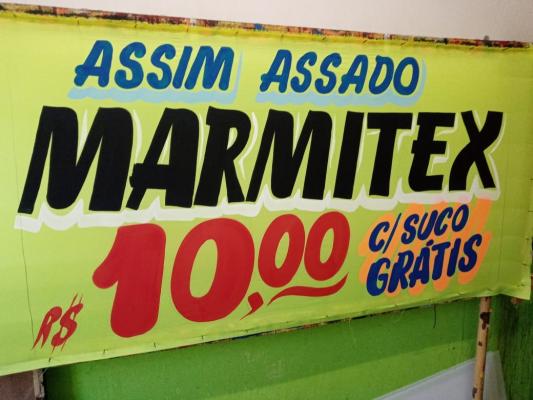 ASSIM ASSADO
MARMITEX
R$ 10,00
C/ SUCO
GRÁTIS